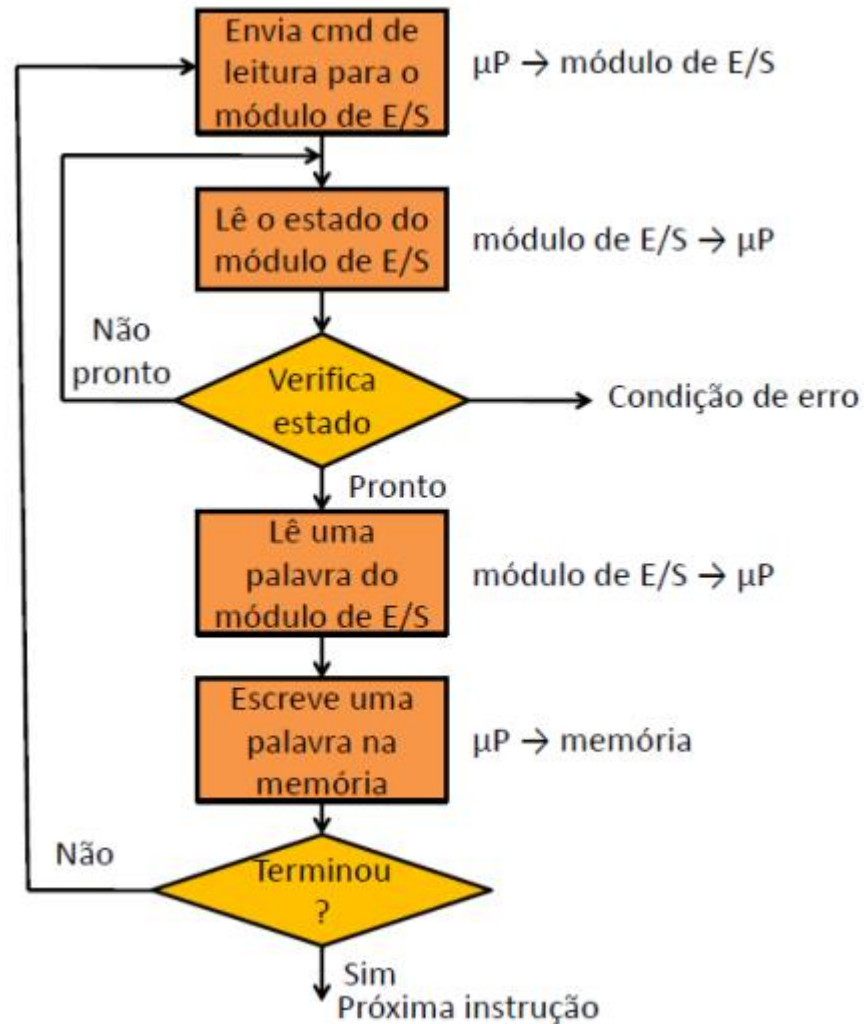 Envia cmd de
leitura para o
módulo de E/S
μP → módulo de E/S
Lê o estado do
módulo de E/S
módulo de E/S → μP
Não
pronto
Verifica
estado
Condição de erro
Pronto
Lê uma
palavra do
módulo de E/S
módulo de E/S → μP
Escreve uma
palavra na
memória
μP → memória
Não
Terminou
?
Sim
Próxima instrução